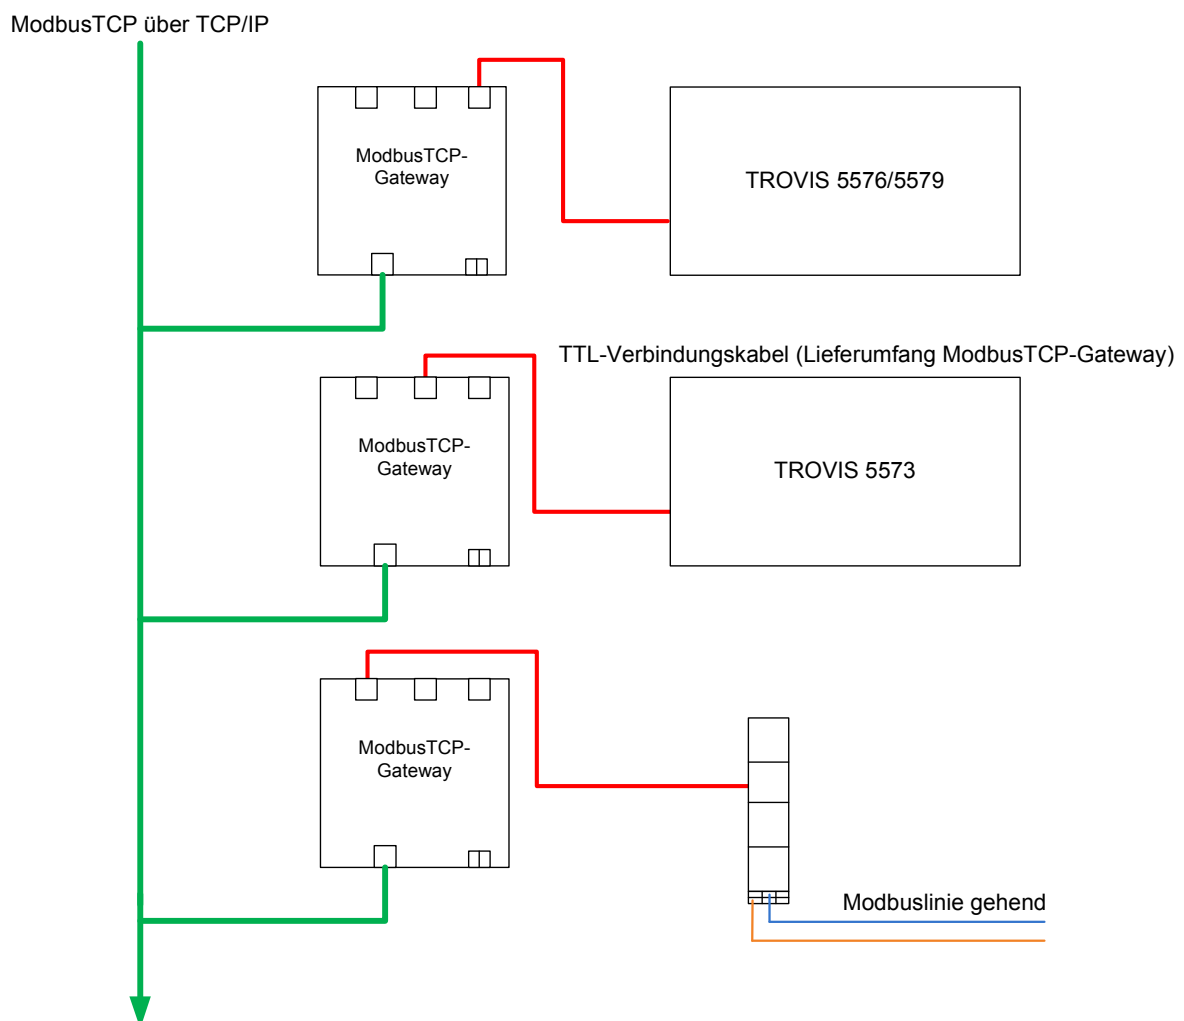 ModbusTCP über TCP/IP
ModbusTCP-
Gateway
TROVIS 5576/5579
TTL-Verbindungskabel (Lieferumfang ModbusTCP-Gateway)
ModbusTCP-
Gateway
TROVIS 5573
ModbusTCP-
Gateway
Modbuslinie gehend